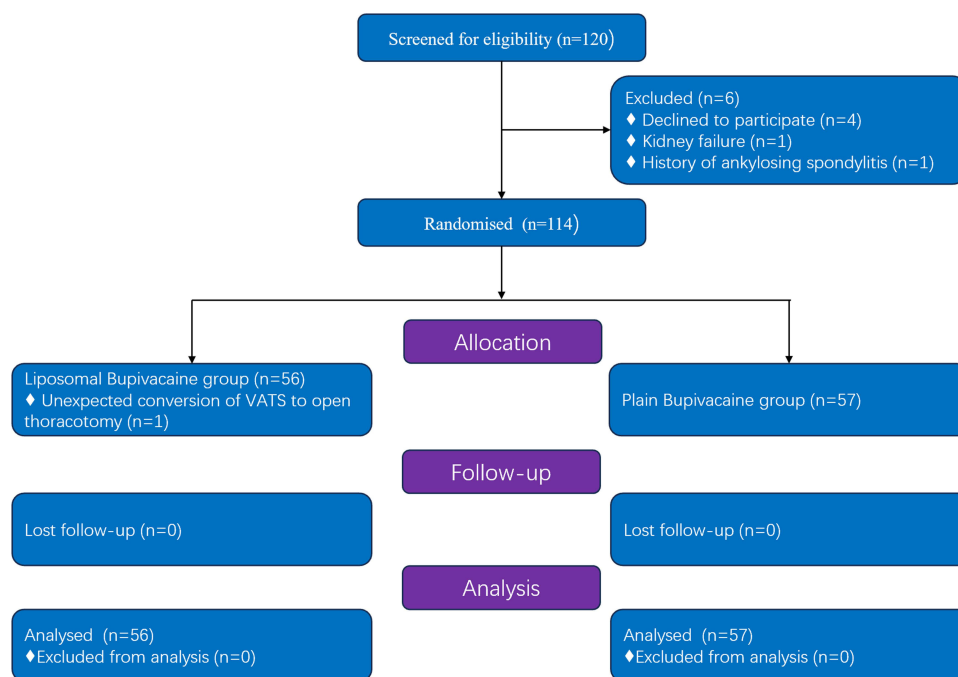 Screened for eligibility (n=120)
Excluded (n=6)
♦ Declined to participate (n=4)
♦ Kidney failure (n=1)
♦ History of ankylosing spondylitis (n=1)
Randomised (n=114)
Allocation
Liposomal Bupivacaine group (n=56)
♦ Unexpected conversion of VATS to open
thoracotomy (n=1)
Plain Bupivacaine group (n=57)
Follow-up
Lost follow-up (n=0)
Lost follow-up (n=0)
Analysis
Analysed (n=56)
♦Excluded from analysis (n=0)
Analysed (n=57)
♦Excluded from analysis (n=0)